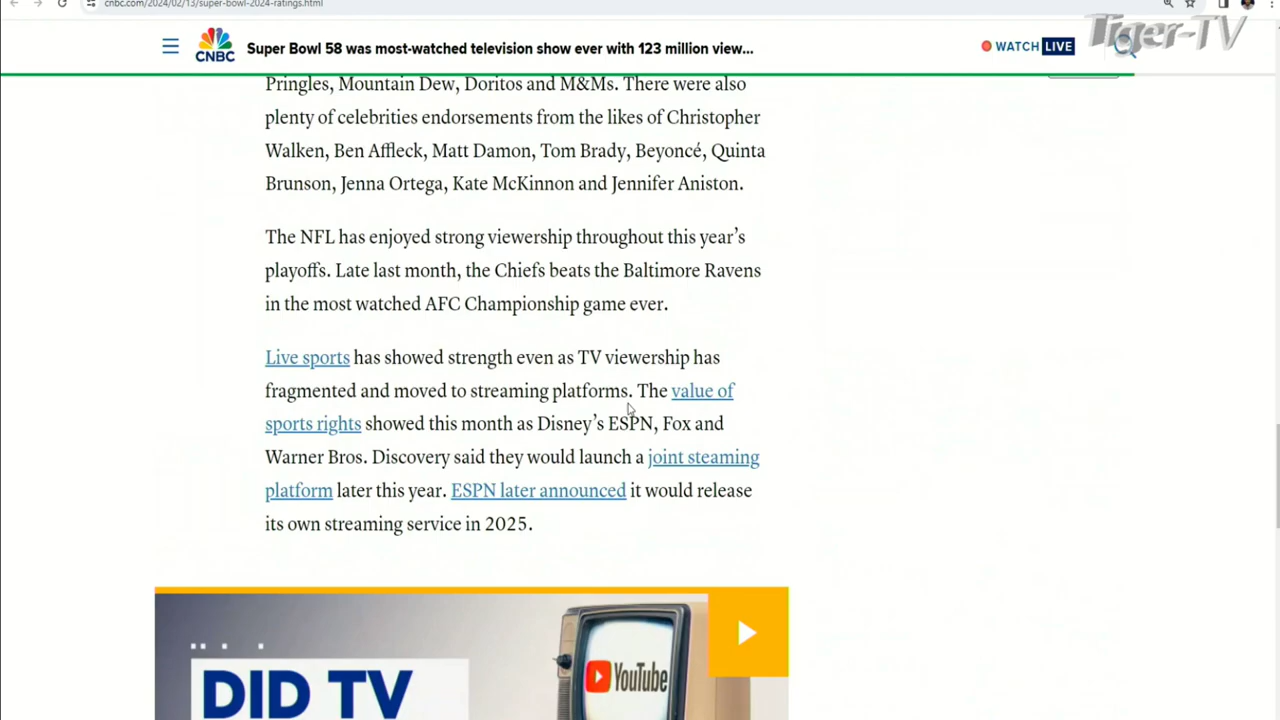 cnbc.com/2024/02/13/super-bowl-2024-ratings.html
Tiger-TV
CNBC
Super Bowl 58 was most-watched television show ever with 123 million view...
WATCH LIVE
Pringles, Mountain Dew, Doritos and M&Ms. There were also
plenty of celebrities endorsements from the likes of Christopher
Walken, Ben Affleck, Matt Damon, Tom Brady, Beyoncé, Quinta
Brunson, Jenna Ortega, Kate McKinnon and Jennifer Aniston.
The NFL has enjoyed strong viewership throughout this year’s
playoffs. Late last month, the Chiefs beats the Baltimore Ravens
in the most watched AFC Championship game ever.
Live sports has showed strength even as TV viewership has
fragmented and moved to streaming platforms. The value of
sports rights showed this month as Disney’s ESPN, Fox and
Warner Bros. Discovery said they would launch a joint steaming
platform later this year. ESPN later announced it would release
its own streaming service in 2025.
YouTube
DID TV